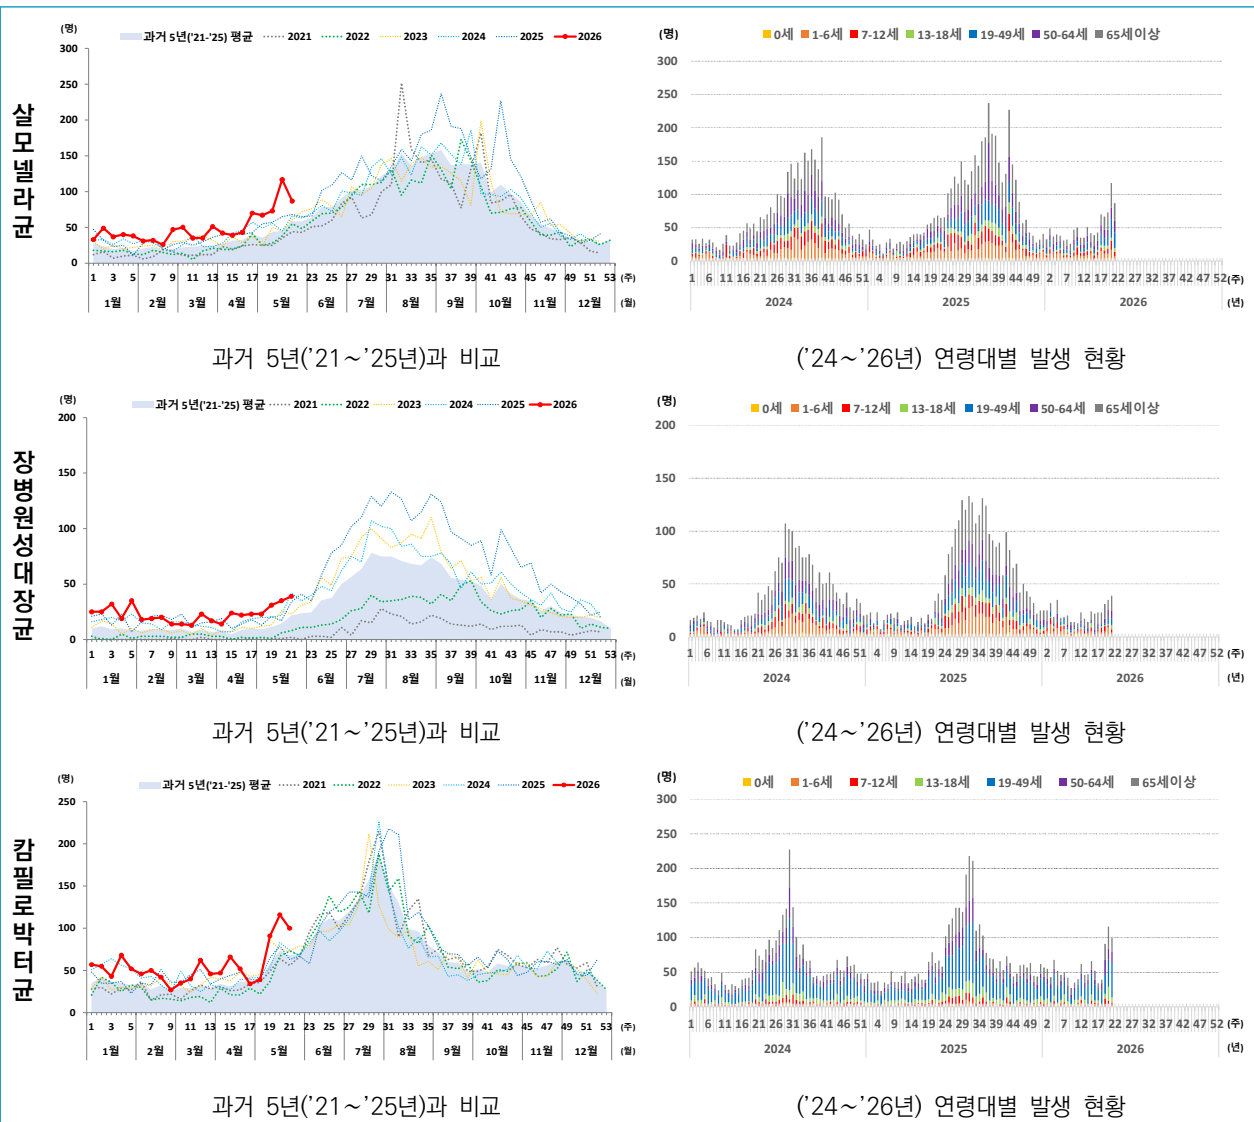 살모넬라균
(명)
과거 5년('21-'25) 평균 2021 2022 2023 2024 2025 2026
300
250
200
150
100
50
0
1 3 5 7 9 11 13 15 17 19 21 23 25 27 29 31 33 35 37 39 41 43 45 47 49 51 53 (주)
1월 2월 3월 4월 5월 6월 7월 8월 9월 10월 11월 12월 (월)
과거 5년('21~'25년)과 비교
(명)
0세 1-6세 7-12세 13-18세 19-49세 50-64세 65세이상
300
250
200
150
100
50
0
1 6 11 16 21 26 31 36 41 46 51 4 9 14 19 24 29 34 39 44 49 2 7 12 17 22 27 32 37 42 47 52 (주)
2024 2025 2026 (년)
('24~'26년) 연령대별 발생 현황
장병원성대장균
(명)
과거 5년('21-'25) 평균 2021 2022 2023 2024 2025 2026
200
150
100
50
0
1 3 5 7 9 11 13 15 17 19 21 23 25 27 29 31 33 35 37 39 41 43 45 47 49 51 53 (주)
1월 2월 3월 4월 5월 6월 7월 8월 9월 10월 11월 12월 (월)
과거 5년('21~'25년)과 비교
(명)
0세 1-6세 7-12세 13-18세 19-49세 50-64세 65세이상
200
150
100
50
0
1 6 11 16 21 26 31 36 41 46 51 4 9 14 19 24 29 34 39 44 49 2 7 12 17 22 27 32 37 42 47 52 (주)
2024 2025 2026 (년)
('24~'26년) 연령대별 발생 현황
캄필로박터균
(명)
과거 5년('21-'25) 평균 2021 2022 2023 2024 2025 2026
250
200
150
100
50
0
1 3 5 7 9 11 13 15 17 19 21 23 25 27 29 31 33 35 37 39 41 43 45 47 49 51 53 (주)
1월 2월 3월 4월 5월 6월 7월 8월 9월 10월 11월 12월 (월)
과거 5년('21~'25년)과 비교
(명)
0세 1-6세 7-12세 13-18세 19-49세 50-64세 65세이상
300
250
200
150
100
50
0
1 6 11 16 21 26 31 36 41 46 51 4 9 14 19 24 29 34 39 44 49 2 7 12 17 22 27 32 37 42 47 52 (주)
2024 2025 2026 (년)
('24~'26년) 연령대별 발생 현황